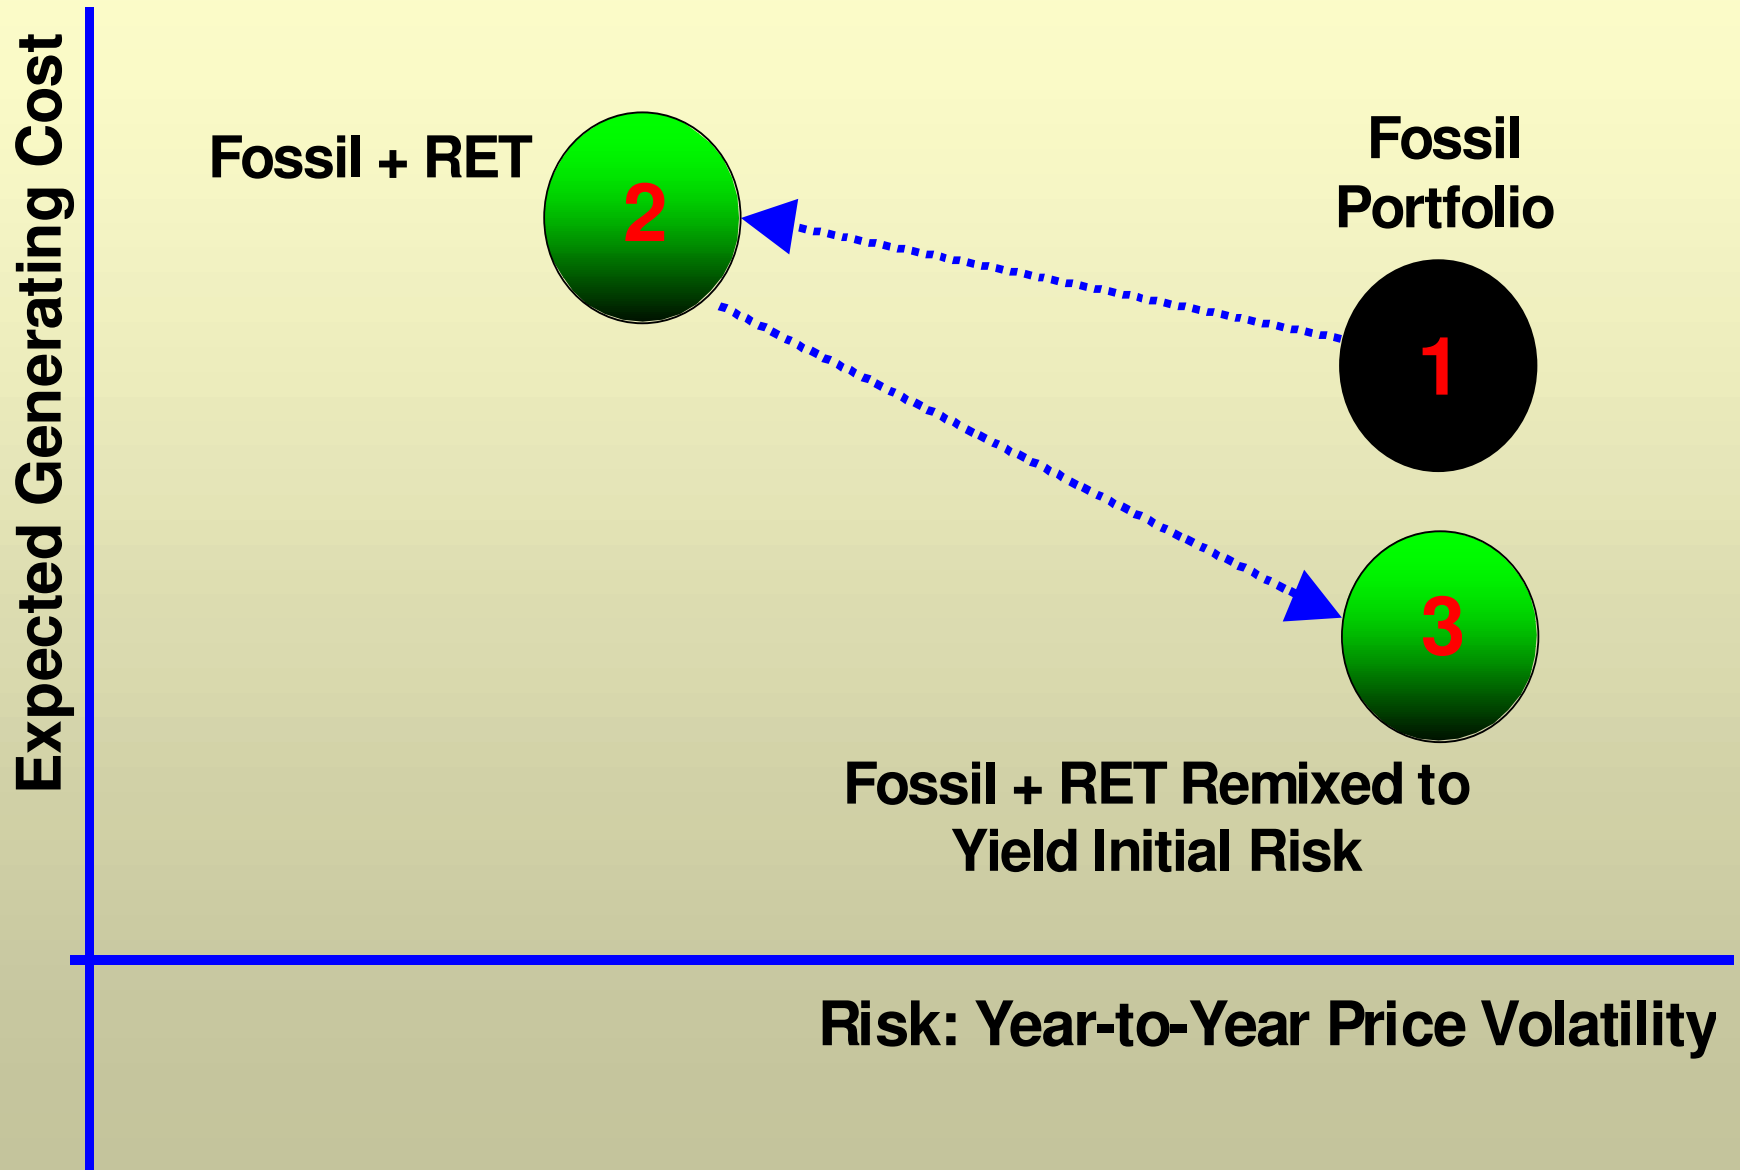 Expected Generating Cost
Fossil + RET
2
Fossil
Portfolio
1
3
Fossil + RET Remixed to
Yield Initial Risk
Risk: Year-to-Year Price Volatility